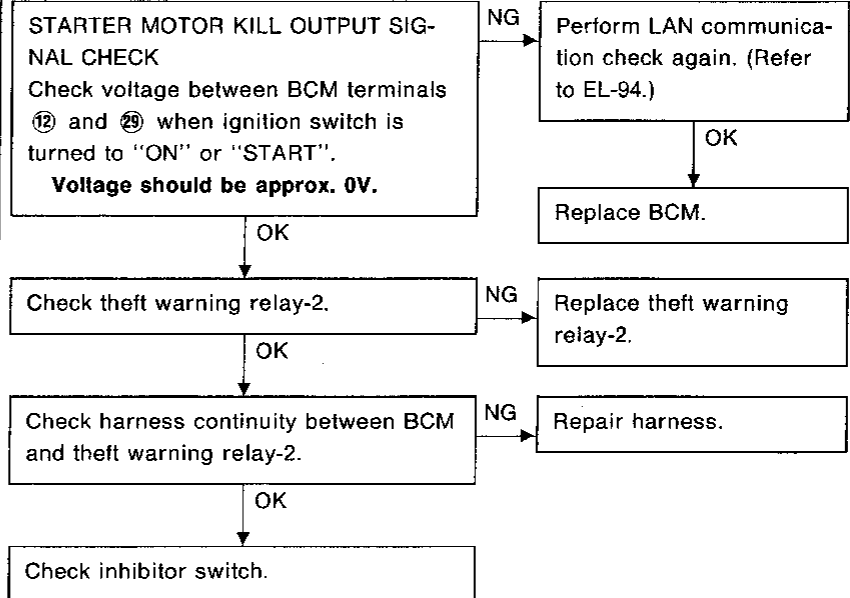 STARTER MOTOR KILL OUTPUT SIG-
NAL CHECK
Check voltage between BCM terminals
⑫ and ㉙ when ignition switch is
turned to "ON" or "START".
Voltage should be approx. 0V.
NG
Perform LAN communica-
tion check again. (Refer
to EL-94.)
OK
Replace BCM.
OK
Check theft warning relay-2.
NG
Replace theft warning
relay-2.
OK
Check harness continuity between BCM
and theft warning relay-2.
NG
Repair harness.
OK
Check inhibitor switch.